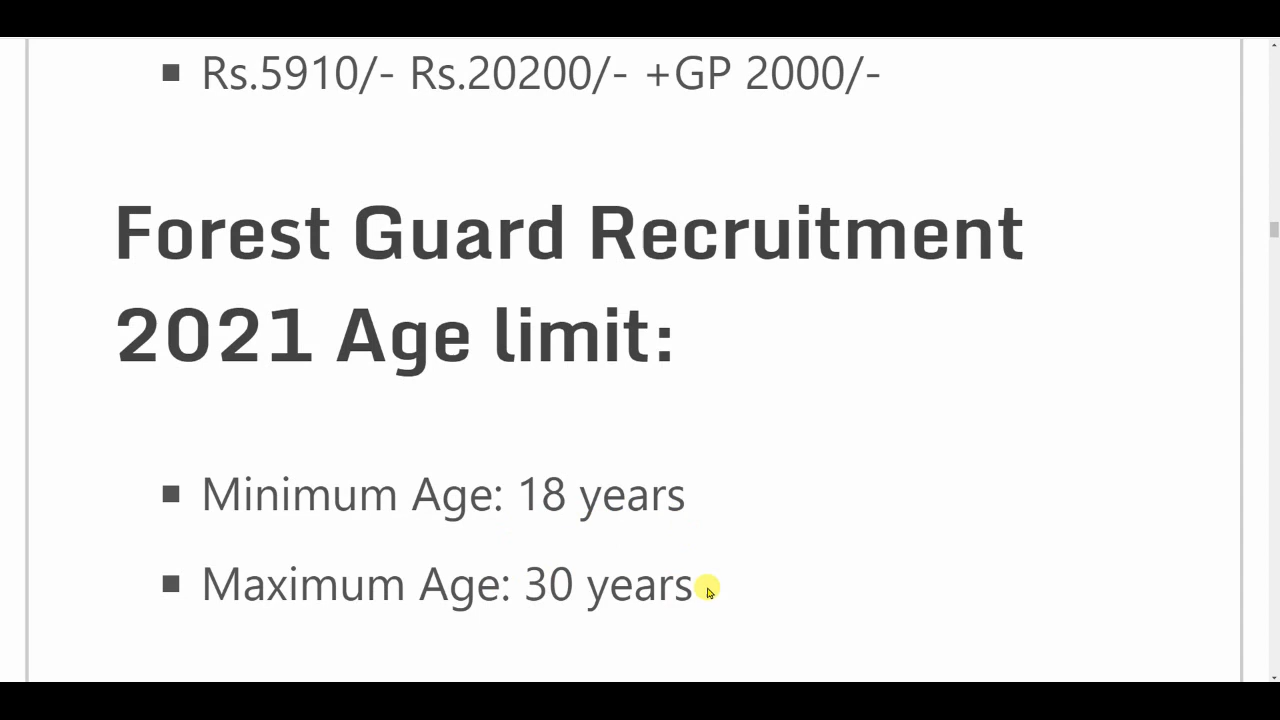 Rs.5910/- Rs.20200/- +GP 2000/-
Forest Guard Recruitment
2021 Age limit:
Minimum Age: 18 years
Maximum Age: 30 years